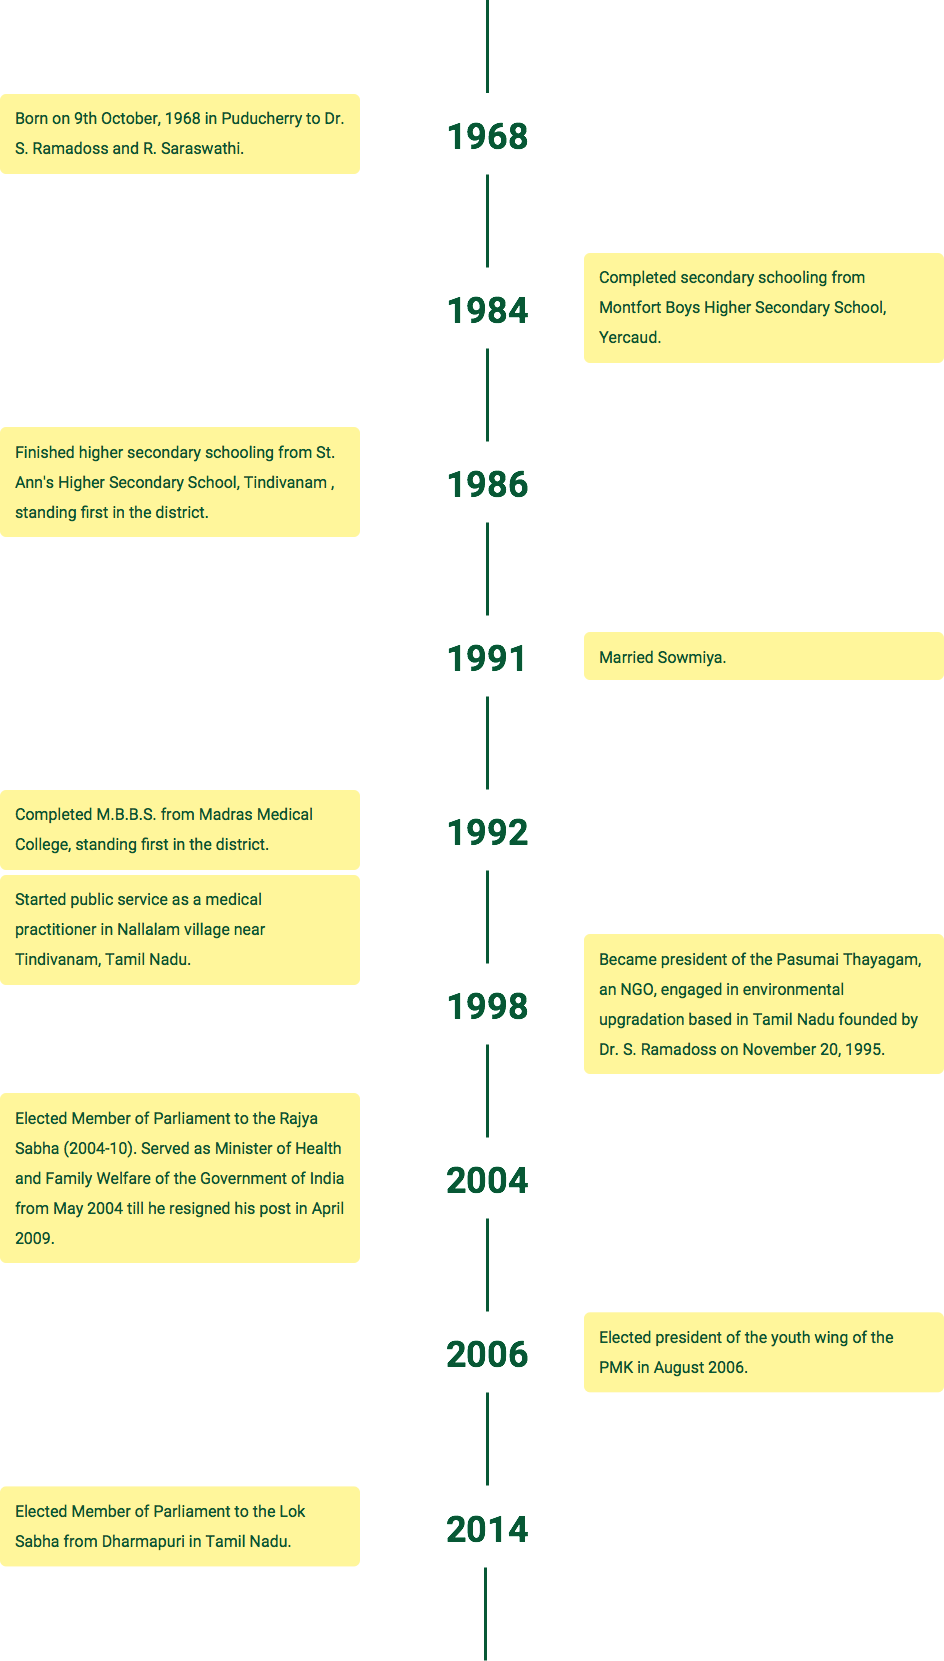 1968
Born on 9th October, 1968 in Puducherry to Dr.
S. Ramadoss and R. Saraswathi.
1984
Completed secondary schooling from
Montfort Boys Higher Secondary School,
Yercaud.
1986
Finished higher secondary schooling from St.
Ann's Higher Secondary School, Tindivanam ,
standing first in the district.
1991
Married Sowmiya.
1992
Completed M.B.B.S. from Madras Medical
College, standing first in the district.
Started public service as a medical
practitioner in Nallalam village near
Tindivanam, Tamil Nadu.
1998
Became president of the Pasumai Thayagam,
an NGO, engaged in environmental
upgradation based in Tamil Nadu founded by
Dr. S. Ramadoss on November 20, 1995.
2004
Elected Member of Parliament to the Rajya
Sabha (2004-10). Served as Minister of Health
and Family Welfare of the Government of India
from May 2004 till he resigned his post in April
2009.
2006
Elected president of the youth wing of the
PMK in August 2006.
2014
Elected Member of Parliament to the Lok
Sabha from Dharmapuri in Tamil Nadu.